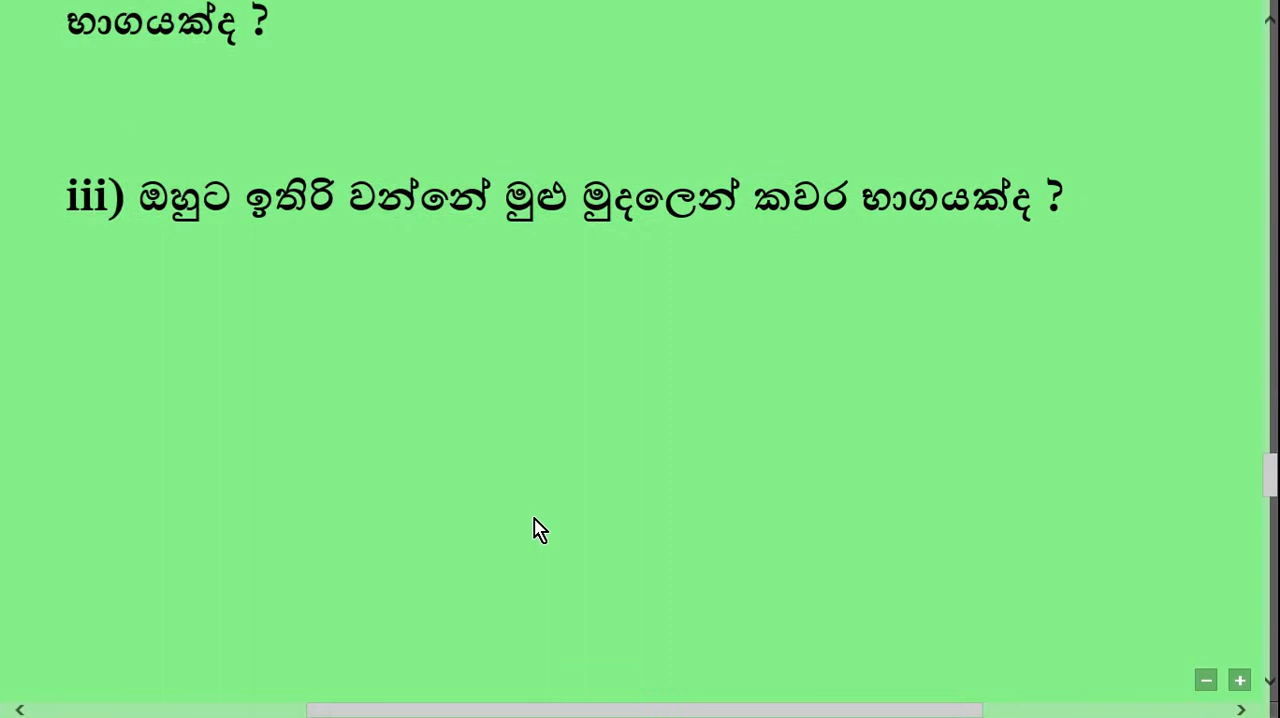 භාගයක්ද ?
iii) ඔහුට ඉතිරි වන්නේ මුළු මුදලෙන් කවර භාගයක්ද ?